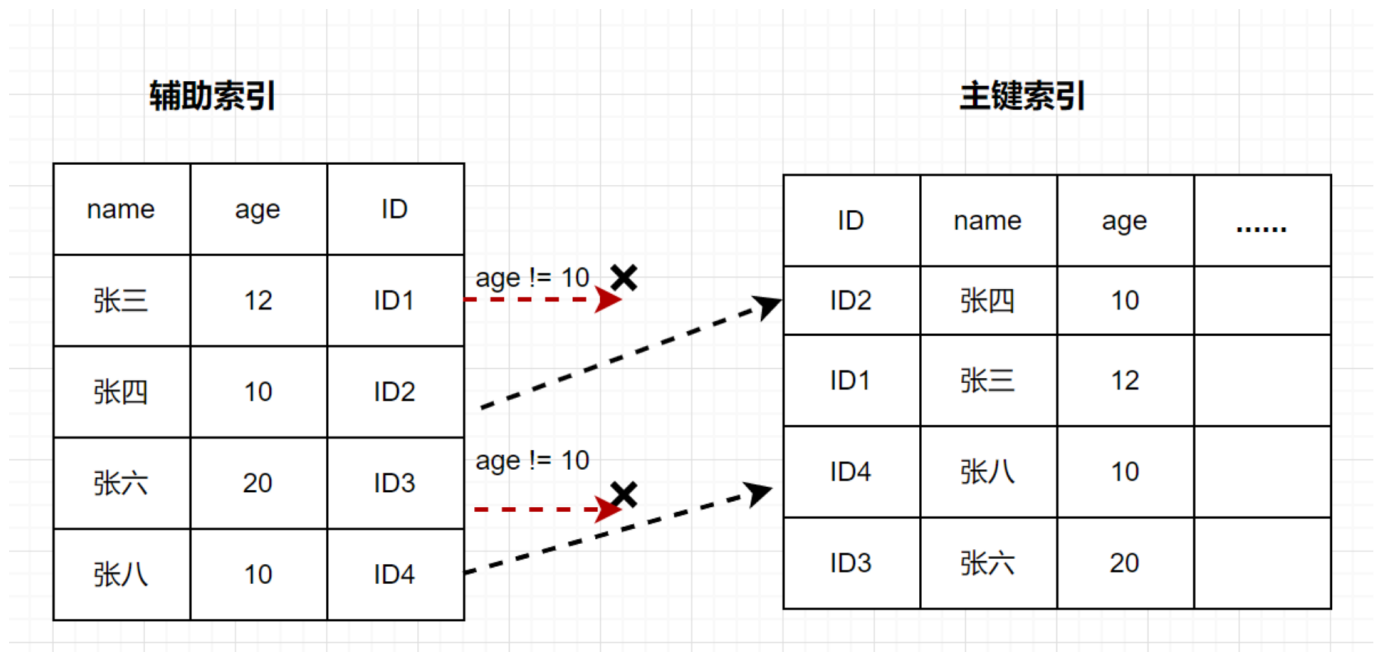 辅助索引
主键索引
name age ID
张三 12 ID1
张四 10 ID2
张六 20 ID3
张八 10 ID4
age != 10
age != 10
ID name age ......
ID2 张四 10
ID1 张三 12
ID4 张八 10
ID3 张六 20